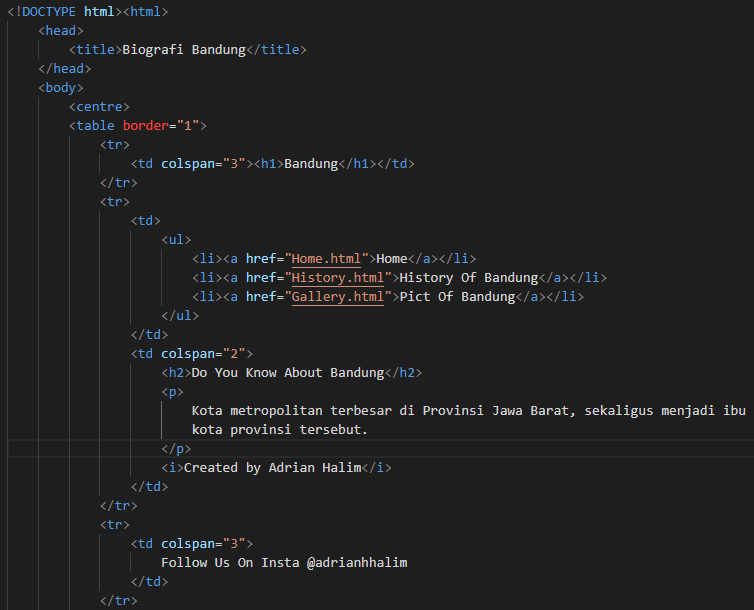 <!DOCTYPE html><html>
<head>
<title>Biografi Bandung</title>
</head>
<body>
<centre>
<table border="1">
<tr>
<td colspan="3"><h1>Bandung</h1></td>
</tr>
<tr>
<td>
<ul>
<li><a href="Home.html">Home</a></li>
<li><a href="History.html">History Of Bandung</a></li>
<li><a href="Gallery.html">Pict Of Bandung</a></li>
</ul>
</td>
<td colspan="2">
<h2>Do You Know About Bandung</h2>
<p>
Kota metropolitan terbesar di Provinsi Jawa Barat, sekaligus menjadi ibu
kota provinsi tersebut.
</p>
<i>Created by Adrian Halim</i>
</td>
</tr>
<tr>
<td colspan="3">
Follow Us On Insta @adrianhhalim
</td>
</tr>